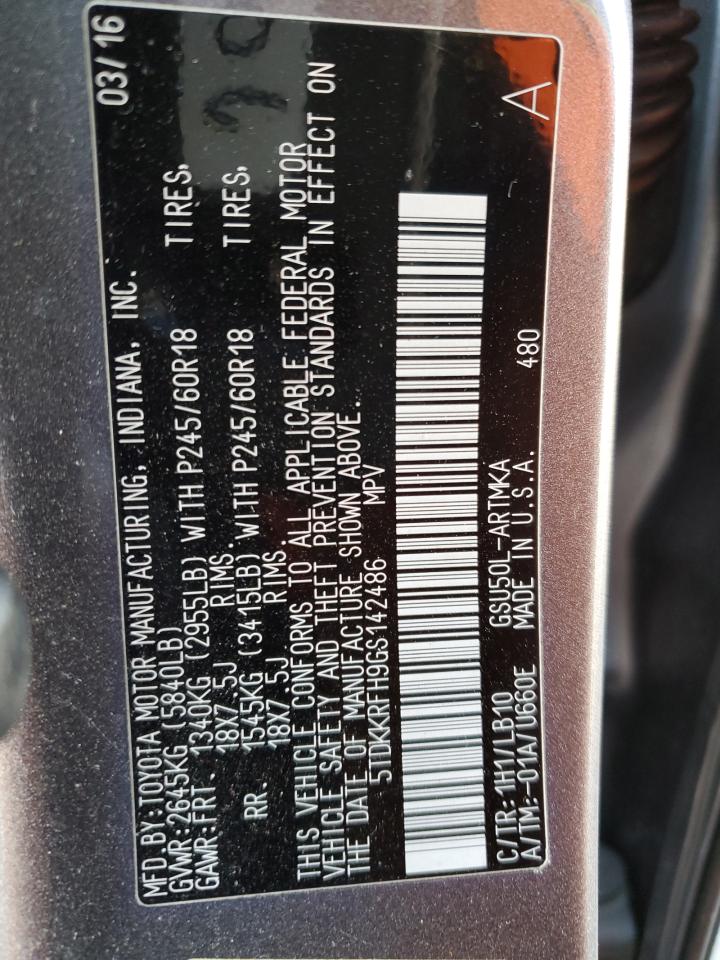 MFD. BY: TOYOTA MOTOR MANUFACTURING, INDIANA, INC. 03/16
GVWR: 2645KG (5840LB)
GAWR: FRT. 1340KG (2955LB) WITH P245/60R18 TIRES,
18X7.5J RIMS.
RR. 1545KG (3415LB) WITH P245/60R18 TIRES,
18X7.5J RIMS.
THIS VEHICLE CONFORMS TO ALL APPLICABLE FEDERAL MOTOR
VEHICLE SAFETY AND THEFT PREVENTION STANDARDS IN EFFECT ON
THE DATE OF MANUFACTURE SHOWN ABOVE.
5TDKKRFH9GS142486 MPV
C/TR: 1H1/LB10 GSU50L-ARTMKA
A/TM: -01A/U660E MADE IN U.S.A. 480 A